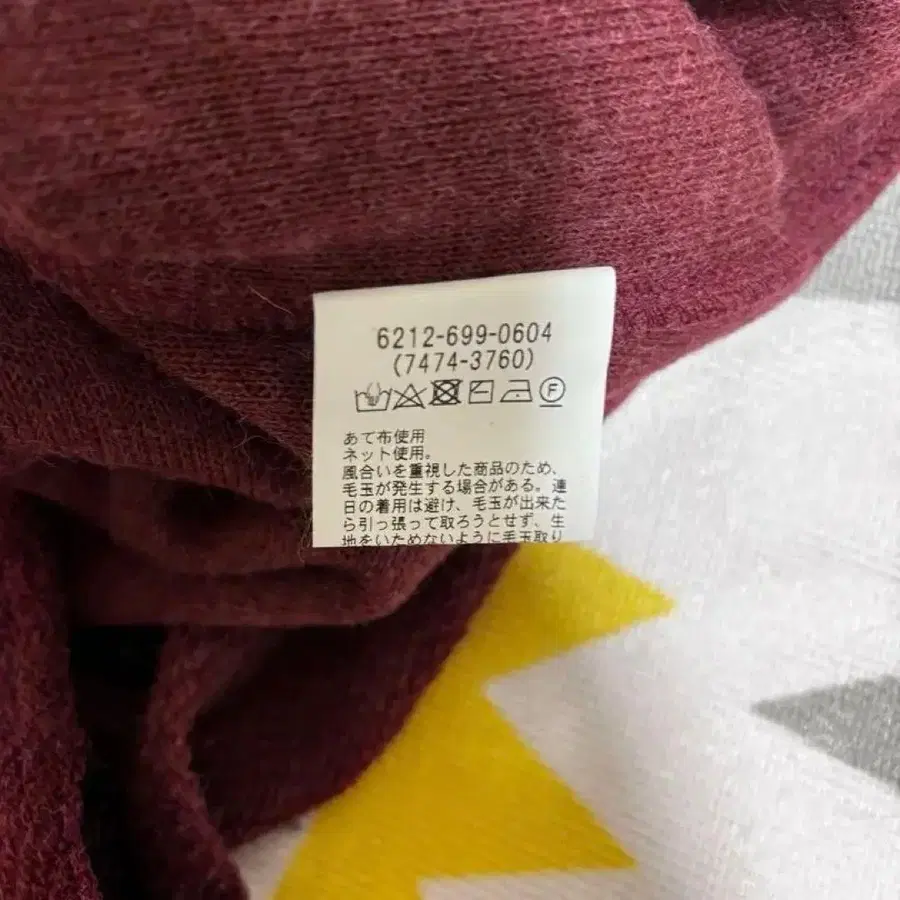 6212-699-0604
(7474-3760)
F
あて布使用
ネット使用。
風合いを重視した商品のため、
毛玉が発生する場合がある。連
日の着用は避け、毛玉が出来た
ら引っ張って取ろうとせず、生
地をいためないように毛玉取り